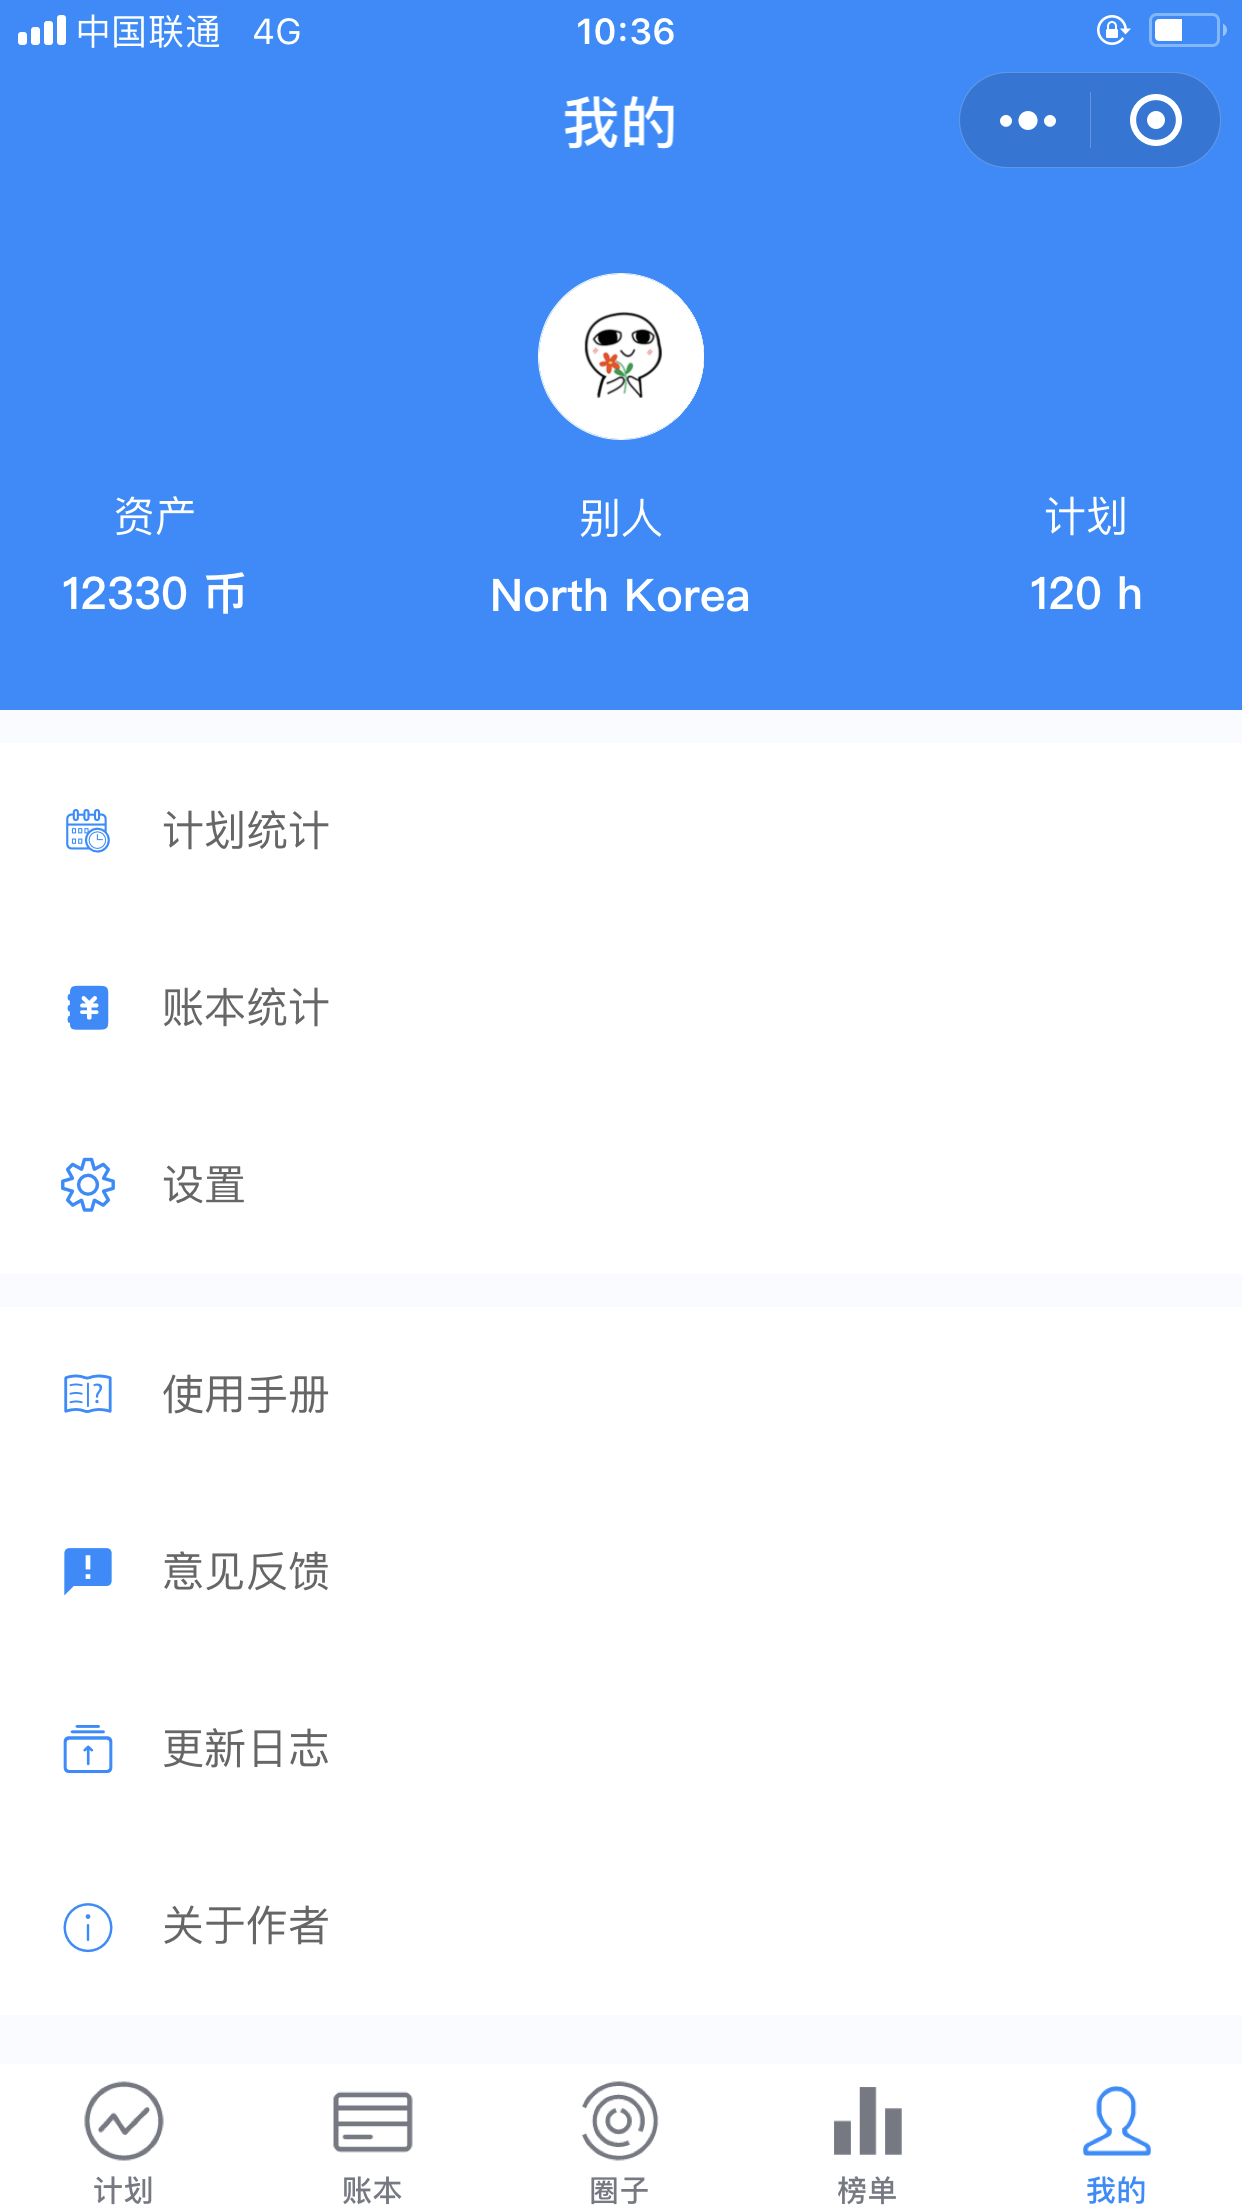 中国联通 4G 10:36
我的
资产 别人 计划
12330 币 North Korea 120 h
计划统计
账本统计
设置
使用手册
意见反馈
更新日志
关于作者
计划 账本 圈子 榜单 我的